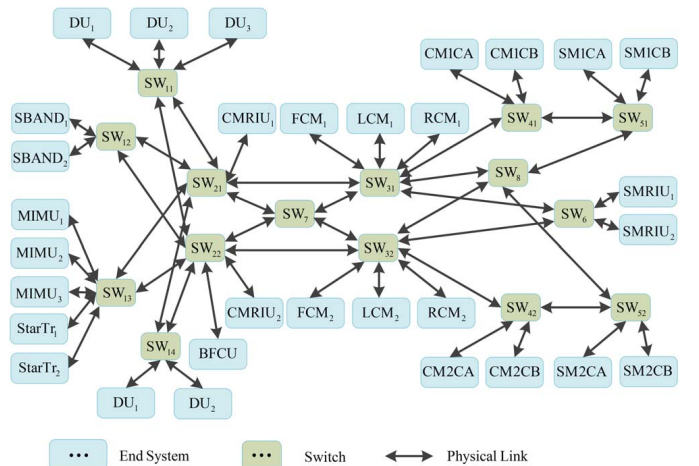 DU₁ DU₂ DU₃
SW₁₁
CM1CA CM1CB SM1CA SM1CB
SBAND₁
SBAND₂
SW₁₂
CMRIU₁ FCM₁ LCM₁ RCM₁
SW₄₁ SW₅₁
SW₂₁ SW₃₁ SW₈
SMRIU₁
SMRIU₂
SW₇ SW₆
MIMU₁
MIMU₂
MIMU₃
StarTr₁
StarTr₂
SW₂₂ SW₃₂
SW₁₃
CMRIU₂ FCM₂ LCM₂ RCM₂
SW₄₂ SW₅₂
SW₁₄ BFCU
CM2CA CM2CB SM2CA SM2CB
DU₁ DU₂
••• End System ••• Switch Physical Link